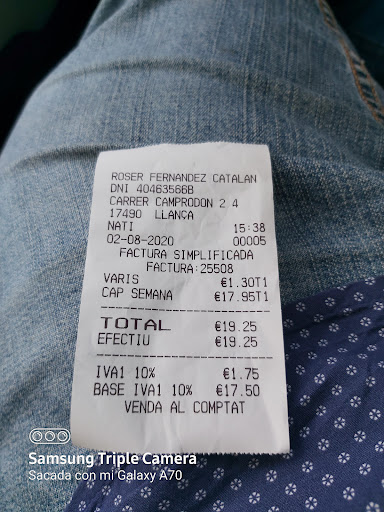 ROSER FERNANDEZ CATALAN
DNI 40463566B
CARRER CAMPRODON 2 4
17490 LLANÇA
NATI 15:38
02-08-2020 00005
FACTURA SIMPLIFICADA
FACTURA:25508
VARIS €1.30T1
CAP SEMANA €17.95T1
TOTAL €19.25
EFECTIU €19.25
IVA1 10% €1.75
BASE IVA1 10% €17.50
VENDA AL COMPTAT
Samsung Triple Camera
Sacada con mi Galaxy A70